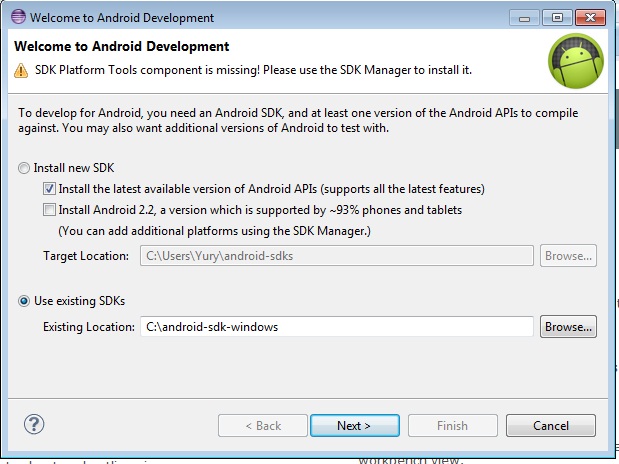 Welcome to Android Development
Welcome to Android Development
SDK Platform Tools component is missing! Please use the SDK Manager to install it.
To develop for Android, you need an Android SDK, and at least one version of the Android APIs to compile
against. You may also want additional versions of Android to test with.
Install new SDK
Install the latest available version of Android APIs (supports all the latest features)
Install Android 2.2, a version which is supported by ~93% phones and tablets
(You can add additional platforms using the SDK Manager.)
Target Location: C:\Users\Yury\android-sdks Browse...
Use existing SDKs
Existing Location: C:\android-sdk-windows Browse...
? < Back Next > Finish Cancel
workbench view.